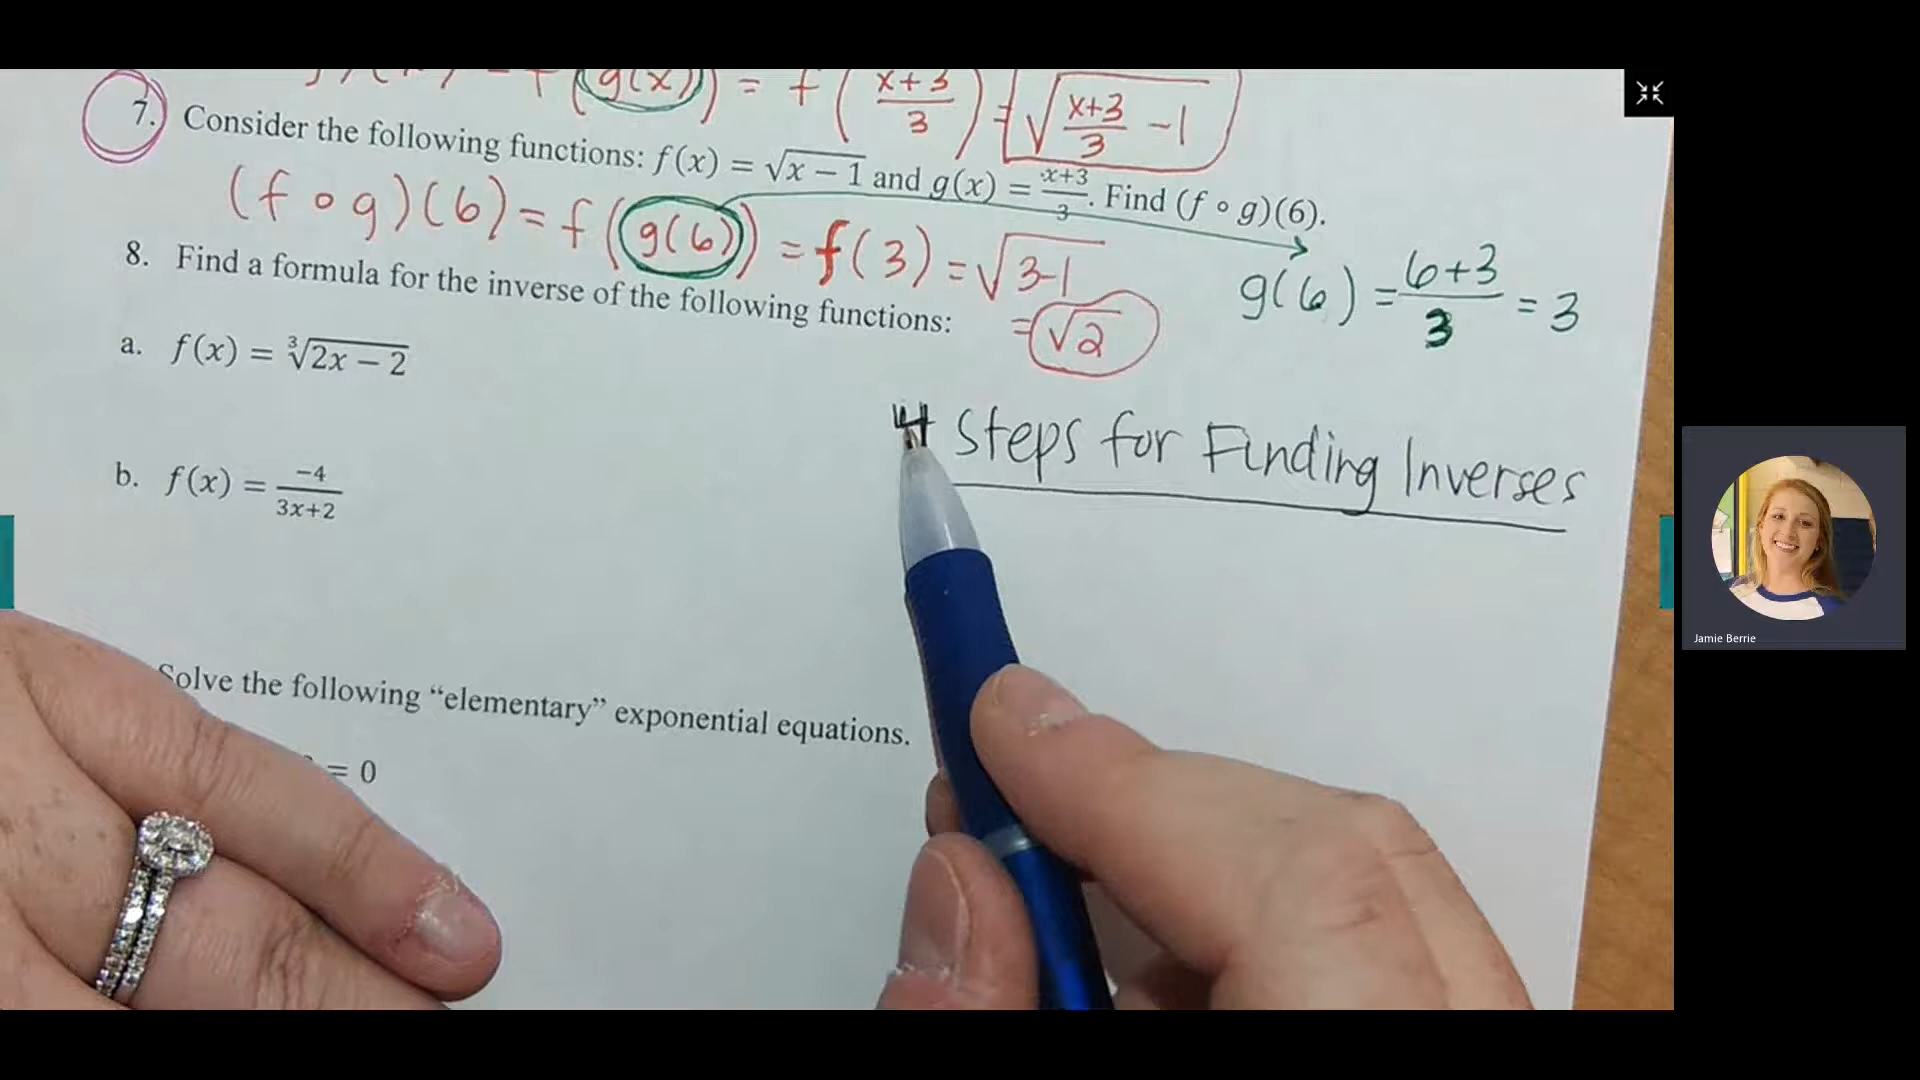 (g(x)) = f(x+3/3) = √(x+3/3 − 1)
7. Consider the following functions: f(x) = √x − 1 and g(x) = x+3/3. Find (f ∘ g)(6).
(f ∘ g)(6) = f(g(6)) = f(3) = √3-1
= √2
g(6) = 6+3/3 = 3
8. Find a formula for the inverse of the following functions:
a. f(x) = ∛2x − 2
4 Steps for Finding Inverses
b. f(x) = −4/3x+2
Solve the following “elementary” exponential equations.
= 0
Jamie Berrie